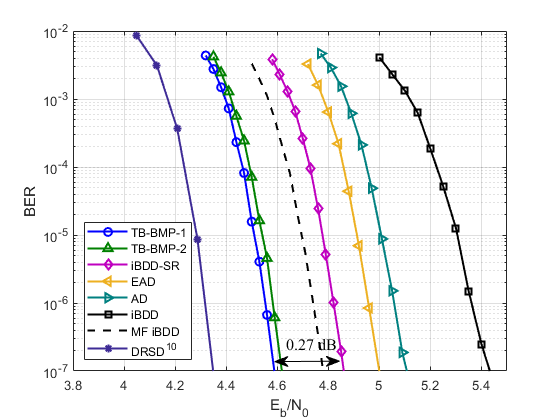 10^-2
10^-3
10^-4
10^-5
10^-6
10^-7
BER
TB-BMP-1
TB-BMP-2
iBDD-SR
EAD
AD
iBDD
MF iBDD
DRSD^10
0.27 dB
3.8 4 4.2 4.4 4.6 4.8 5 5.2 5.4
E_b/N_0